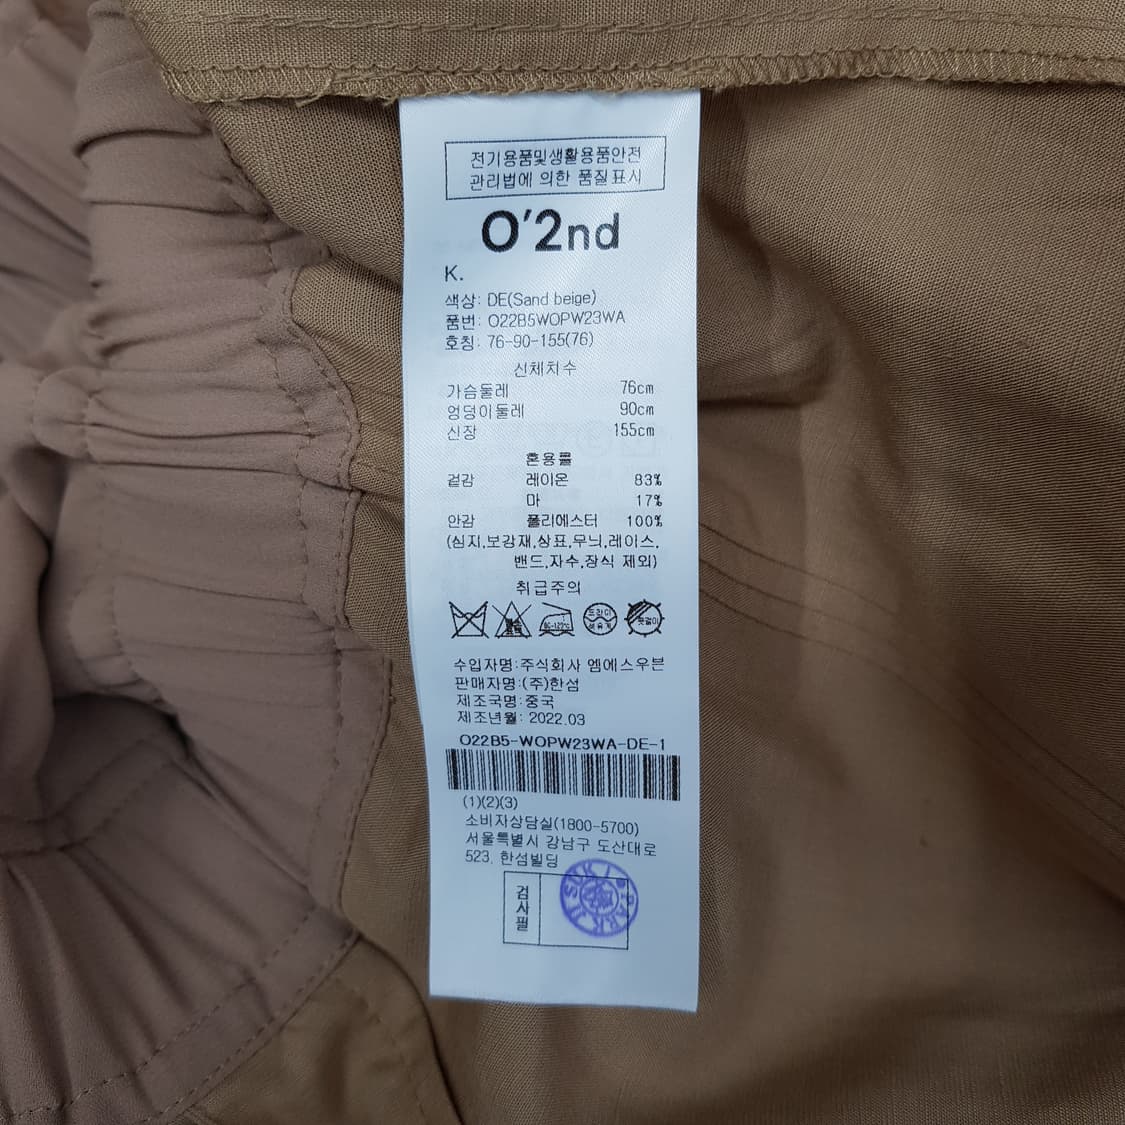 전기용품및생활용품안전
관리법에 의한 품질표시
O'2nd
K.
색상: DE(Sand beige)
품번: O22B5WOPW23WA
호칭: 76-90-155(76)
신체치수
가슴둘레 76cm
엉덩이둘레 90cm
신장 155cm
혼용률
겉감 레이온 83%
마 17%
안감 폴리에스터 100%
(심지,보강재,상표,무늬,레이스,
밴드,자수,장식 제외)
취급주의
수입자명:주식회사 엠에스우븐
판매자명:(주)한섬
제조국명:중국
제조년월: 2022.03
O22B5-WOPW23WA-DE-1
(1)(2)(3)
소비자상담실(1800-5700)
서울특별시 강남구 도산대로
523, 한섬빌딩
검사필